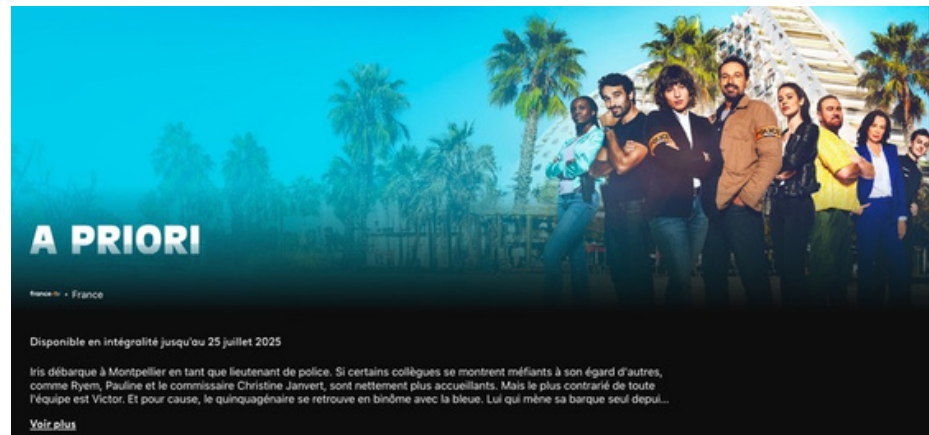 A PRIORI
france•tv • France
Disponible en intégralité jusqu'au 25 juillet 2025
Iris débarque à Montpellier en tant que lieutenant de police. Si certains collègues se montrent méfiants à son égard d'autres,
comme Ryem, Pauline et le commissaire Christine Janvert, sont nettement plus accueillants. Mais le plus contrarié de toute
l'équipe est Victor. Et pour cause, le quinquagénaire se retrouve en binôme avec la bleue. Lui qui mène sa barque seul depui...
Voir plus